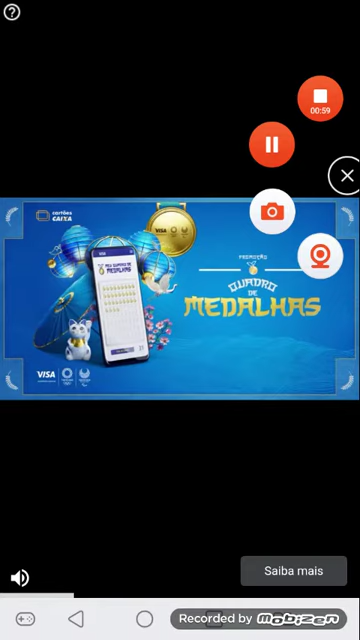 ?
00:59
cartões
CAIXA
VISA
MEU QUADRO DE
MEDALHAS
PROMOÇÃO
QUADRO
DE
MEDALHAS
VISA
Saiba mais
Recorded by mobizen